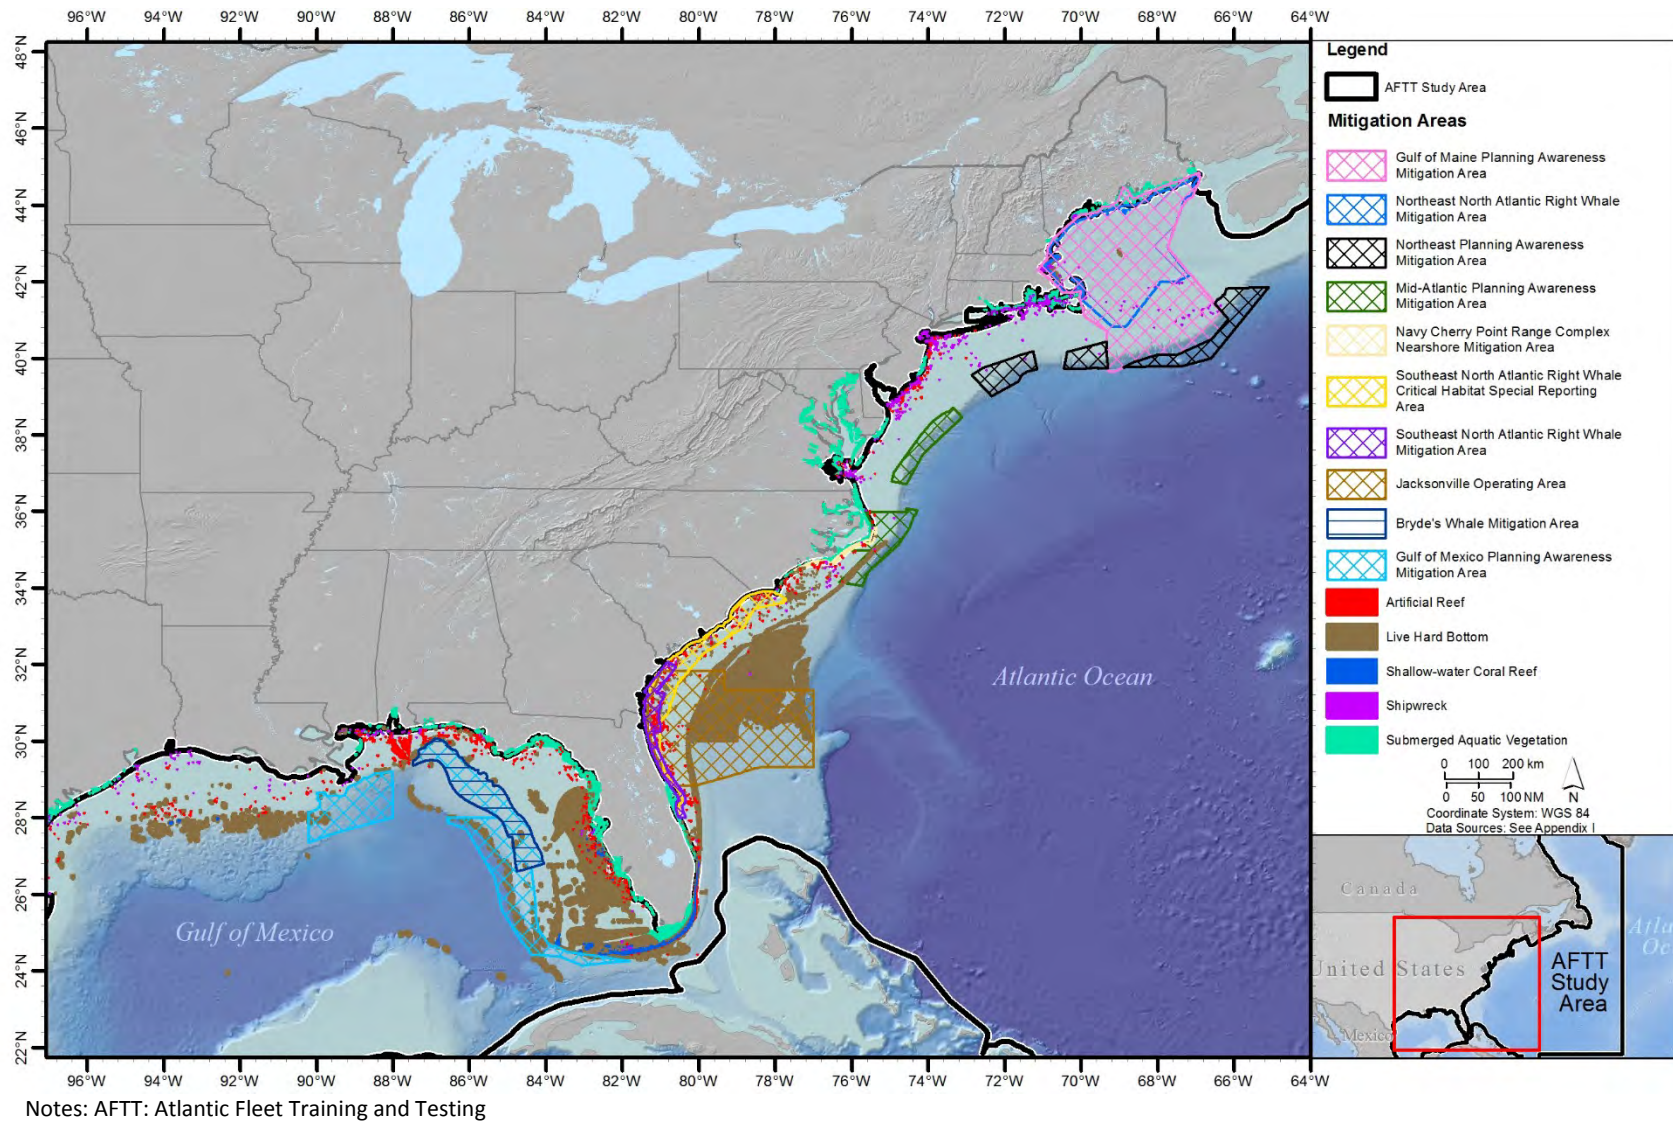 96°W 94°W 92°W 90°W 88°W 86°W 84°W 82°W 80°W 78°W 76°W 74°W 72°W 70°W 68°W 66°W 64°W
48°N
46°N
44°N
42°N
40°N
38°N
36°N
34°N
32°N
30°N
28°N
26°N
24°N
22°N
Atlantic Ocean
Gulf of Mexico
96°W 94°W 92°W 90°W 88°W 86°W 84°W 82°W 80°W 78°W 76°W 74°W 72°W 70°W 68°W 66°W 64°W
Legend
AFTT Study Area
Mitigation Areas
Gulf of Maine Planning Awareness
Mitigation Area
Northeast North Atlantic Right Whale
Mitigation Area
Northeast Planning Awareness
Mitigation Area
Mid-Atlantic Planning Awareness
Mitigation Area
Navy Cherry Point Range Complex
Nearshore Mitigation Area
Southeast North Atlantic Right Whale
Critical Habitat Special Reporting
Area
Southeast North Atlantic Right Whale
Mitigation Area
Jacksonville Operating Area
Bryde's Whale Mitigation Area
Gulf of Mexico Planning Awareness
Mitigation Area
Artificial Reef
Live Hard Bottom
Shallow-water Coral Reef
Shipwreck
Submerged Aquatic Vegetation
0 100 200 km
0 50 100 NM
N
Coordinate System: WGS 84
Data Sources: See Appendix I
Canada
United States
Mexico
Atla
Oc
AFTT
Study
Area
Notes: AFTT: Atlantic Fleet Training and Testing